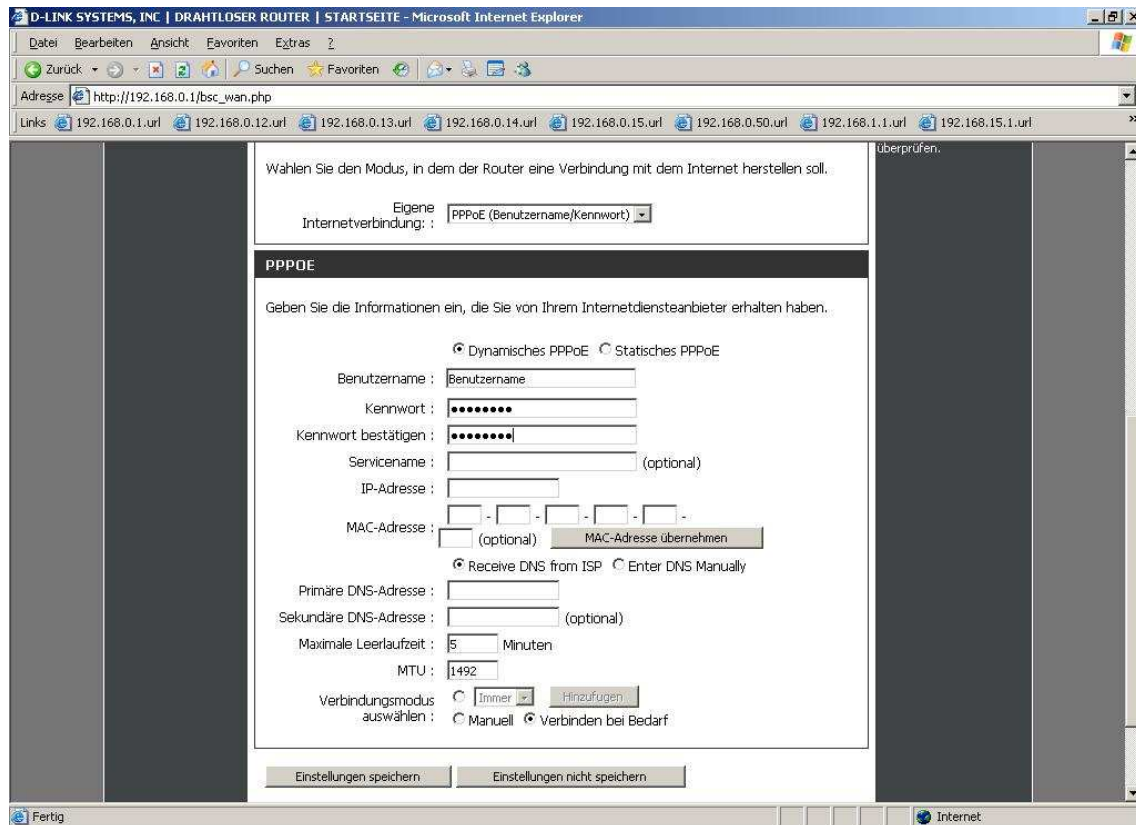 D-LINK SYSTEMS, INC | DRAHTLOSER ROUTER | STARTSEITE - Microsoft Internet Explorer
Datei Bearbeiten Ansicht Favoriten Extras ?
Zurück Suchen Favoriten
Adresse http://192.168.0.1/bsc_wan.php
Links 192.168.0.1.url 192.168.0.12.url 192.168.0.13.url 192.168.0.14.url 192.168.0.15.url 192.168.0.50.url 192.168.1.1.url 192.168.15.1.url »
überprüfen.
Wahlen Sie den Modus, in dem der Router eine Verbindung mit dem Internet herstellen soll.
Eigene
Internetverbindung: : PPPoE (Benutzername/Kennwort)
PPPOE
Geben Sie die Informationen ein, die Sie von Ihrem Internetdiensteanbieter erhalten haben.
Dynamisches PPPoE Statisches PPPoE
Benutzername : Benutzername
Kennwort : ●●●●●●●●
Kennwort bestätigen : ●●●●●●●●
Servicename : (optional)
IP-Adresse :
MAC-Adresse : - - - - -
(optional) MAC-Adresse übernehmen
Receive DNS from ISP Enter DNS Manually
Primäre DNS-Adresse :
Sekundäre DNS-Adresse : (optional)
Maximale Leerlaufzeit : 5 Minuten
MTU : 1492
Verbindungsmodus Immer Hinzufugen
auswählen : Manuell Verbinden bei Bedarf
Einstellungen speichern Einstellungen nicht speichern
Fertig Internet